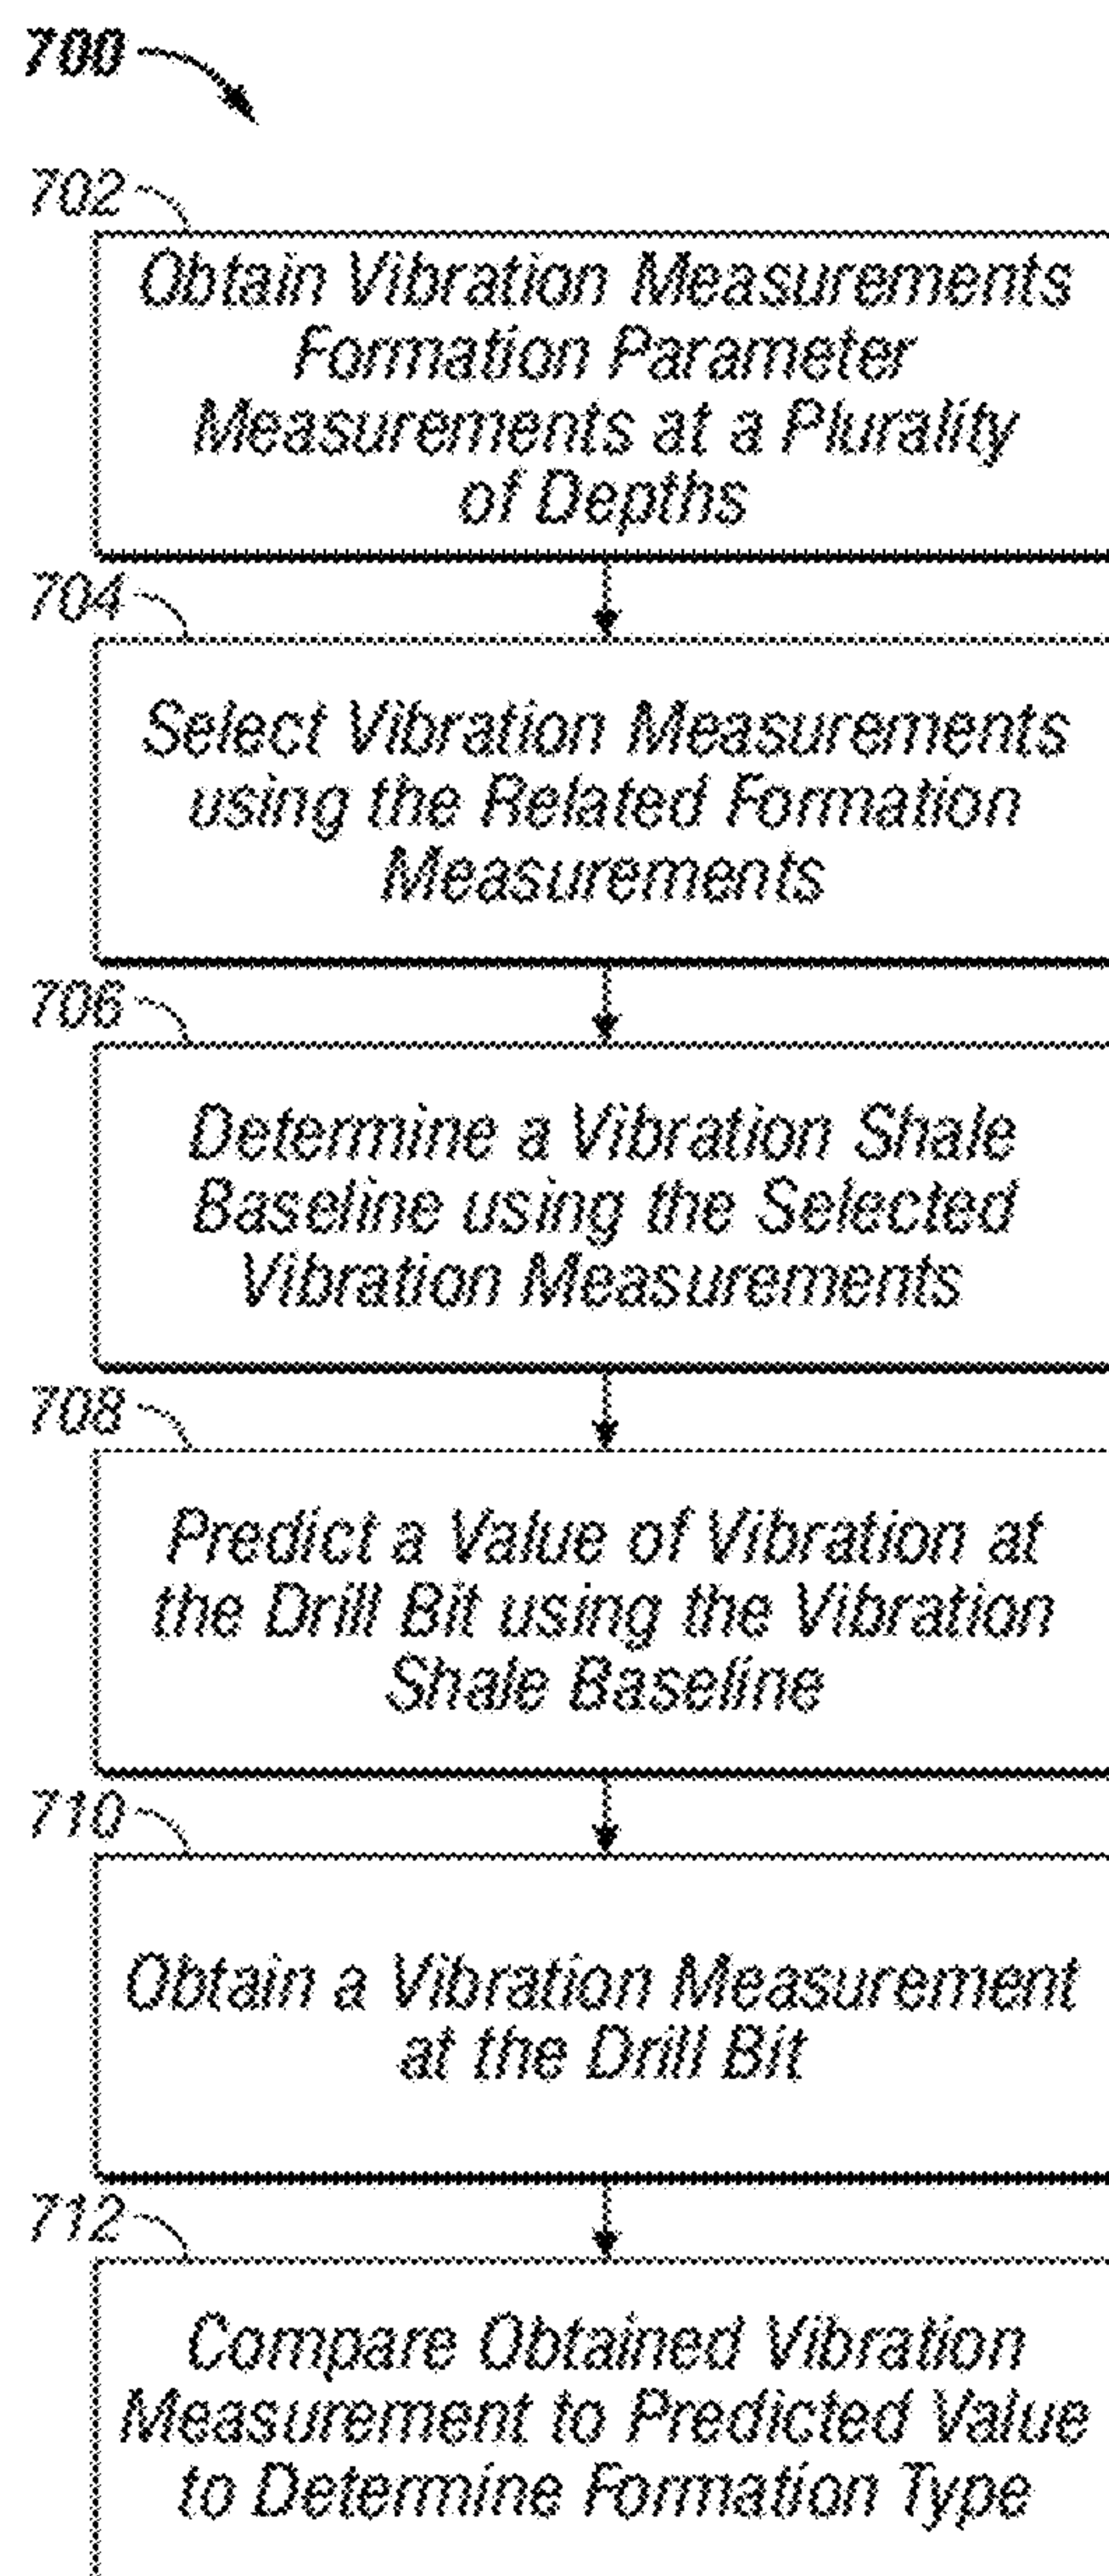 700
702
Obtain Vibration Measurements
Formation Parameter
Measurements at a Plurality
of Depths
704
Select Vibration Measurements
using the Related Formation
Measurements
706
Determine a Vibration Shale
Baseline using the Selected
Vibration Measurements
708
Predict a Value of Vibration at
the Drill Bit using the Vibration
Shale Baseline
710
Obtain a Vibration Measurement
at the Drill Bit
712
Compare Obtained Vibration
Measurement to Predicted Value
to Determine Formation Type